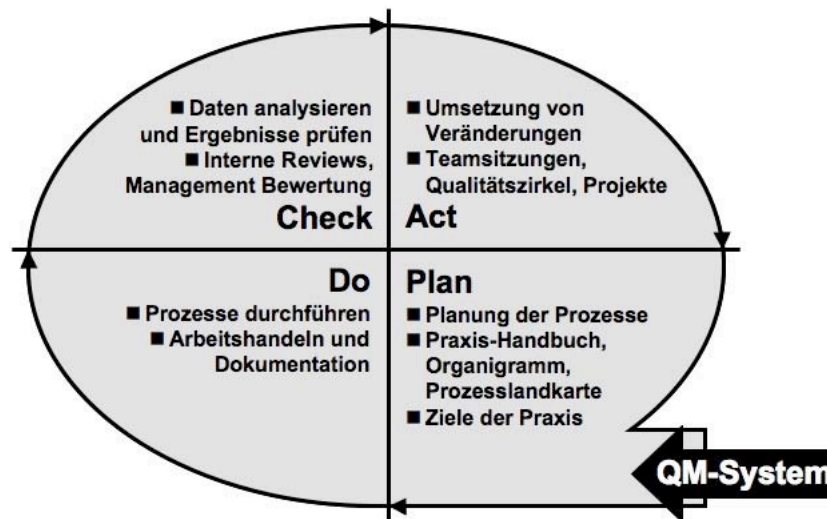 ■ Daten analysieren
und Ergebnisse prüfen
■ Interne Reviews,
Management Bewertung
Check
■ Umsetzung von
Veränderungen
■ Teamsitzungen,
Qualitätszirkel, Projekte
Act
Do
■ Prozesse durchführen
■ Arbeitshandeln und
Dokumentation
Plan
■ Planung der Prozesse
■ Praxis-Handbuch,
Organigramm,
Prozesslandkarte
■ Ziele der Praxis
QM-System